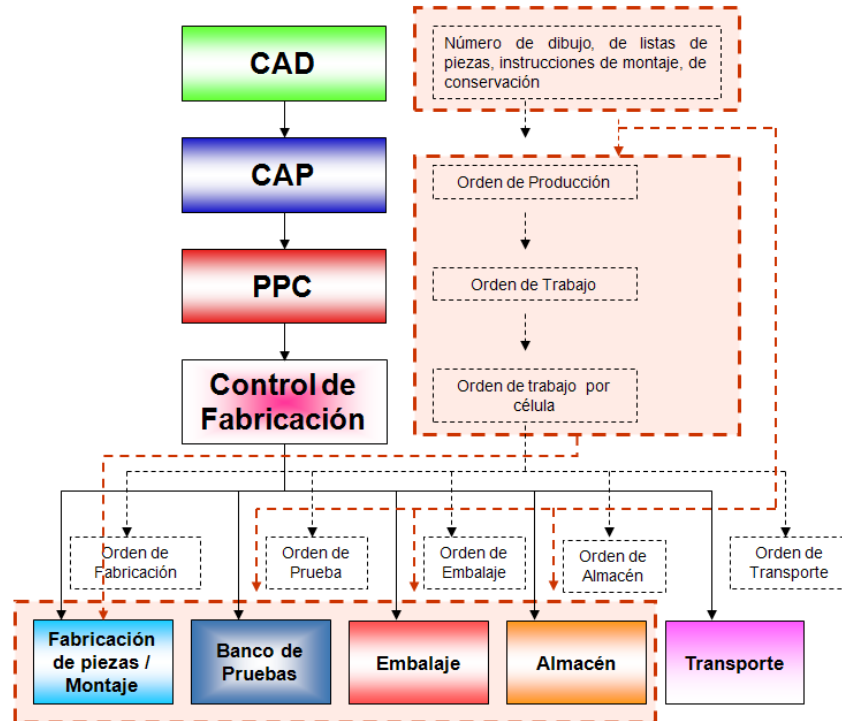 CAD
Número de dibujo, de listas de
piezas, instrucciones de montaje, de
conservación
CAP
Orden de Producción
PPC
Orden de Trabajo
Control de
Fabricación
Orden de trabajo por
célula
Orden de
Fabricación
Orden de
Prueba
Orden de
Embalaje
Orden de
Almacén
Orden de
Transporte
Fabricación
de piezas /
Montaje
Banco de
Pruebas
Embalaje
Almacén
Transporte